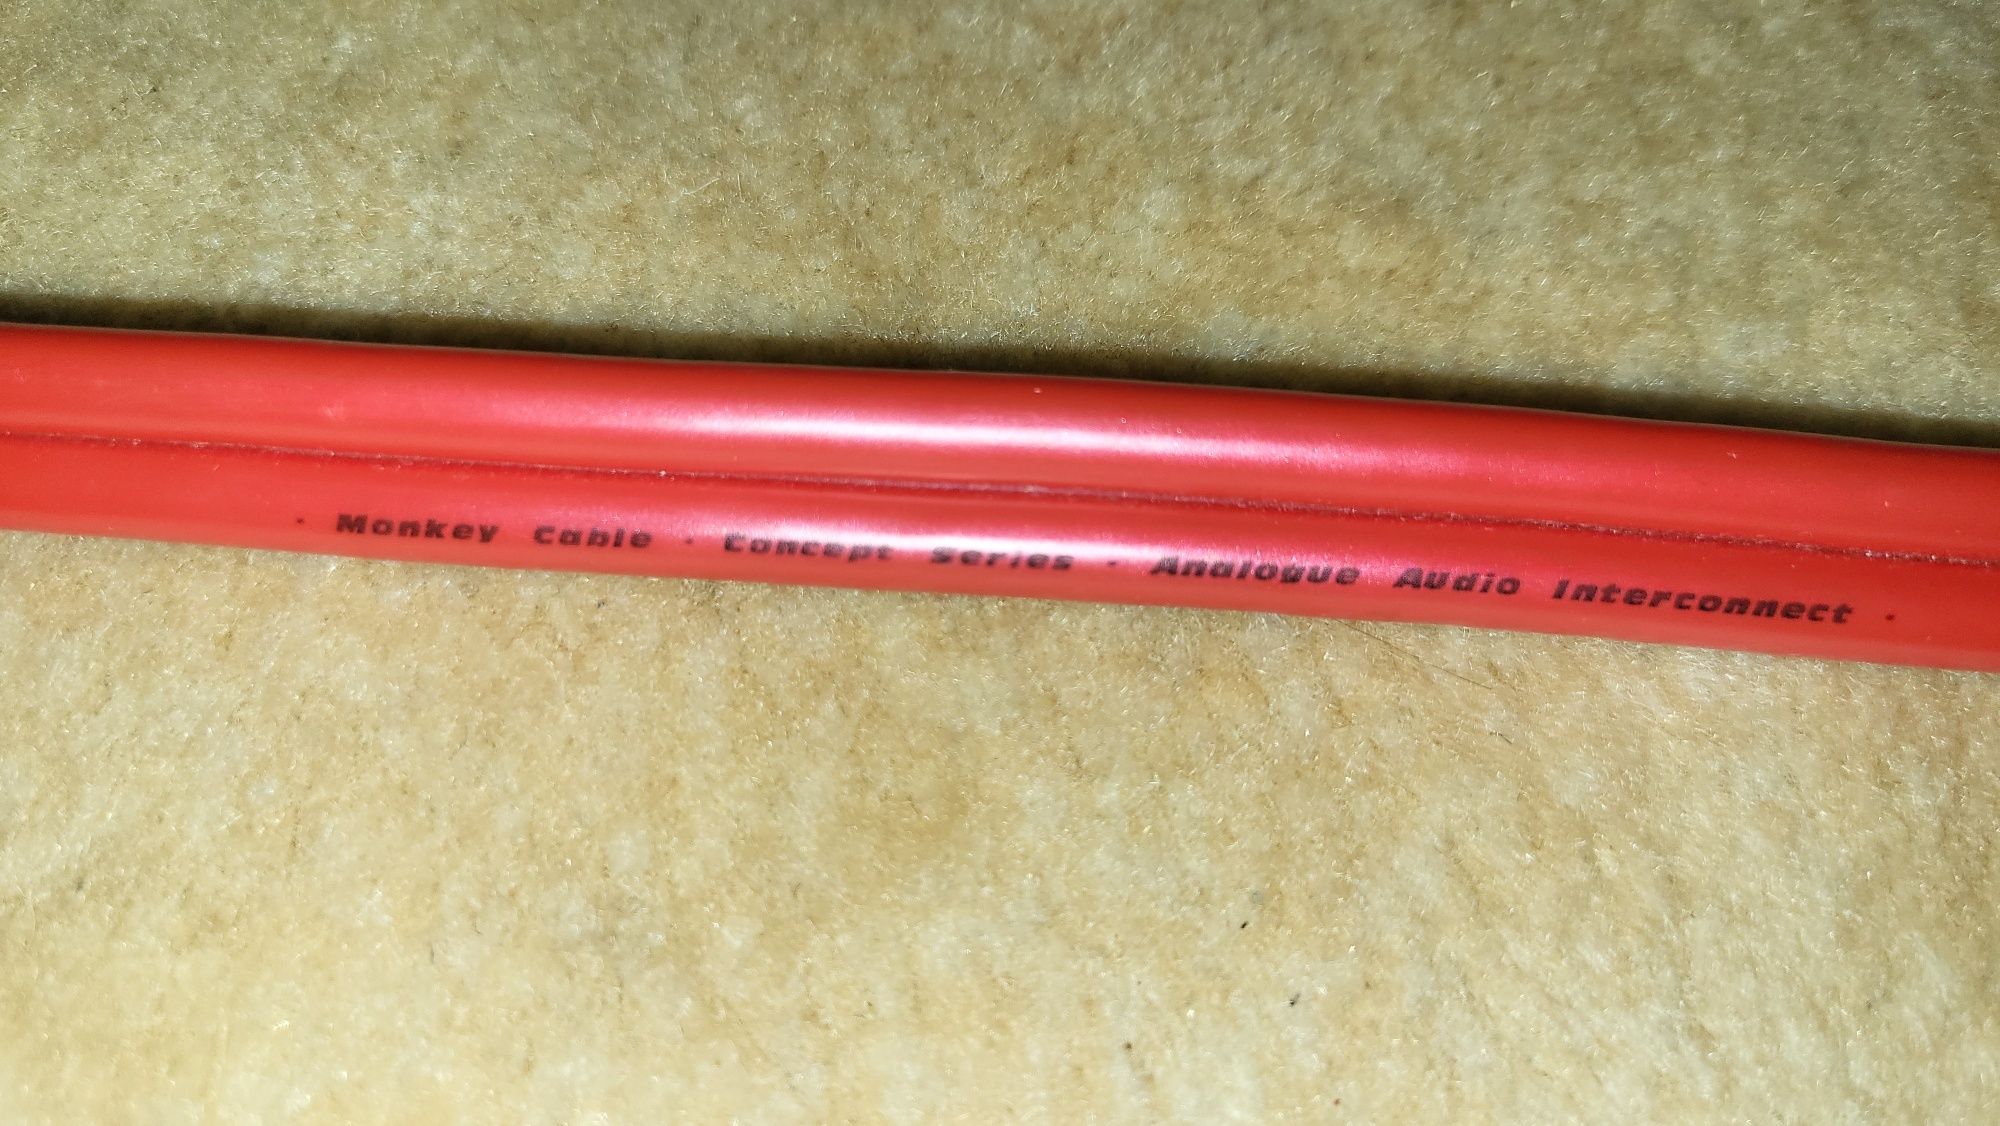 · Monkey Cable · Concept Series · Analogue Audio Interconnect ·